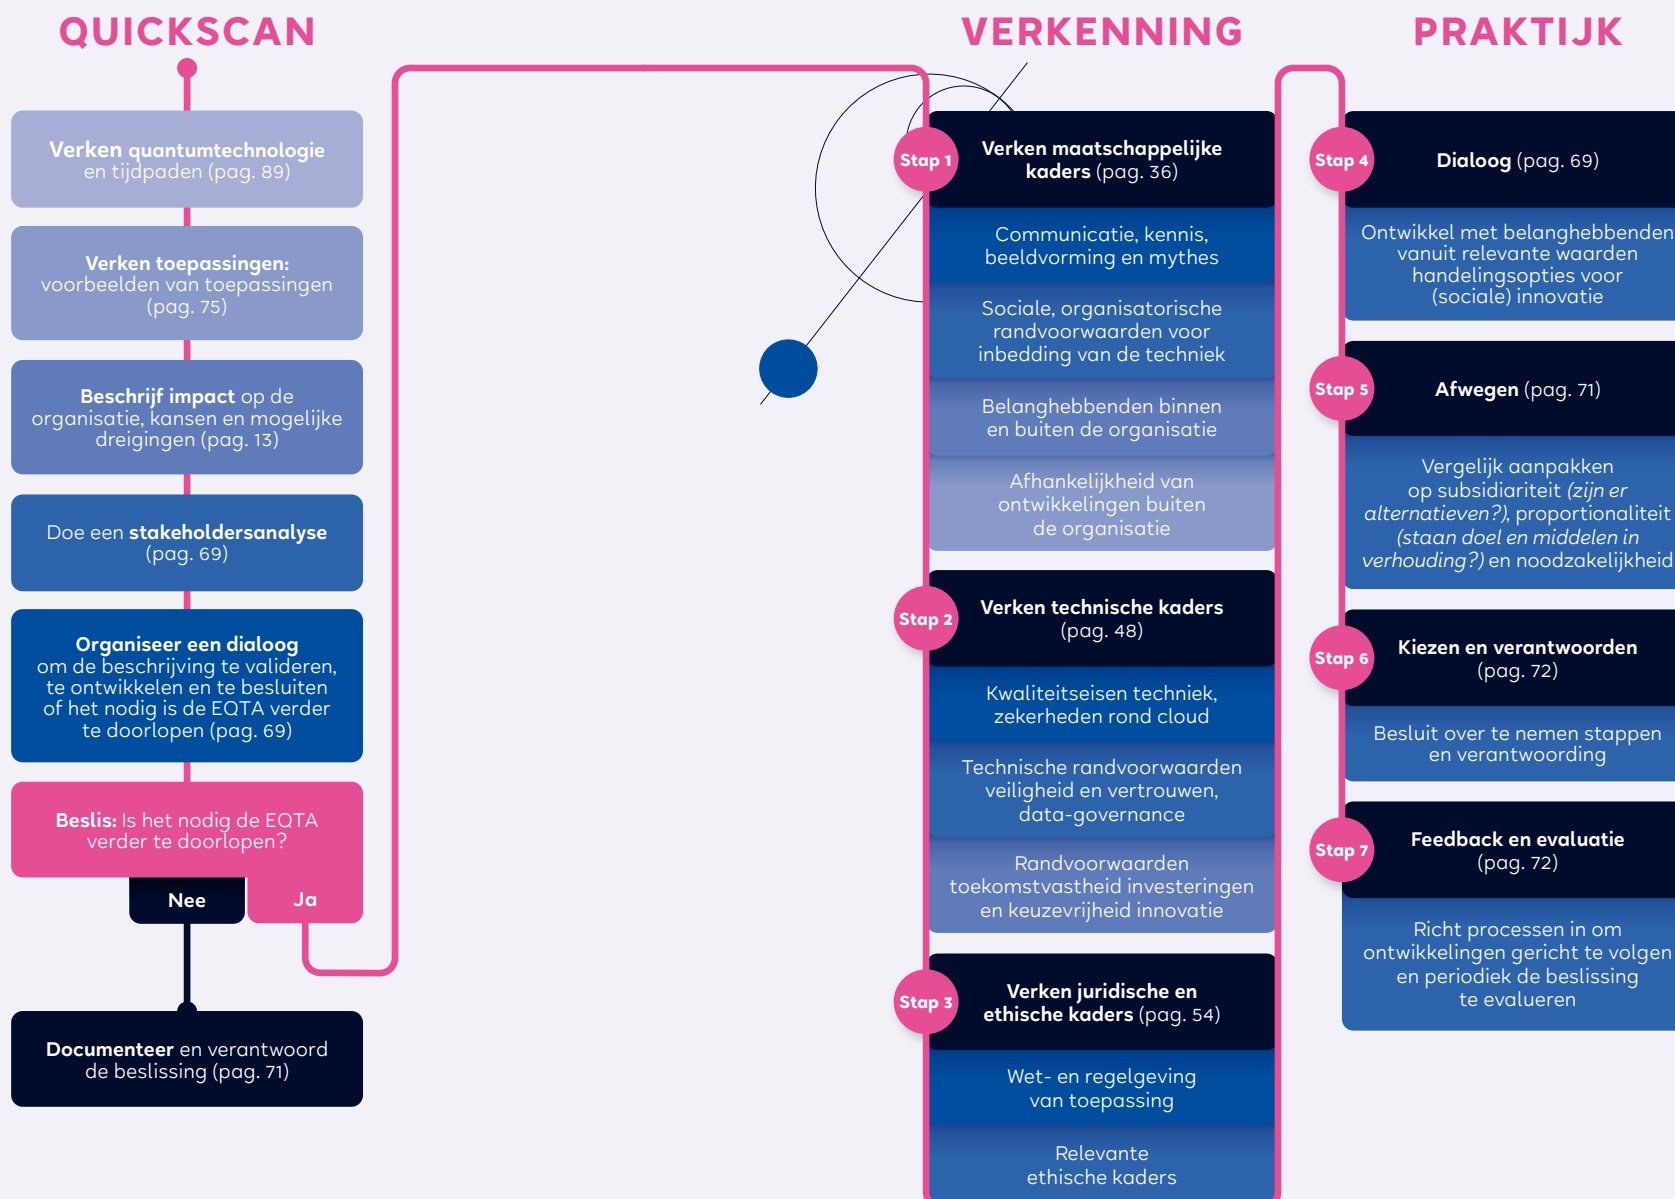 QUICKSCAN
Verken quantumtechnologie
en tijdpaden (pag. 89)
Verken toepassingen:
voorbeelden van toepassingen
(pag. 75)
Beschrijf impact op de
organisatie, kansen en mogelijke
dreigingen (pag. 13)
Doe een stakeholdersanalyse
(pag. 69)
Organiseer een dialoog
om de beschrijving te valideren,
te ontwikkelen en te besluiten
of het nodig is de EQTA verder
te doorlopen (pag. 69)
Beslis: Is het nodig de EQTA
verder te doorlopen?
Nee
Ja
Documenteer en verantwoord
de beslissing (pag. 71)
VERKENNING
Stap 1
Verken maatschappelijke
kaders (pag. 36)
Communicatie, kennis,
beeldvorming en mythes
Sociale, organisatorische
randvoorwaarden voor
inbedding van de techniek
Belanghebbenden binnen
en buiten de organisatie
Afhankelijkheid van
ontwikkelingen buiten
de organisatie
Stap 2
Verken technische kaders
(pag. 48)
Kwaliteitseisen techniek,
zekerheden rond cloud
Technische randvoorwaarden
veiligheid en vertrouwen,
data-governance
Randvoorwaarden
toekomstvastheid investeringen
en keuzevrijheid innovatie
Stap 3
Verken juridische en
ethische kaders (pag. 54)
Wet- en regelgeving
van toepassing
Relevante
ethische kaders
PRAKTIJK
Stap 4
Dialoog (pag. 69)
Ontwikkel met belanghebbenden
vanuit relevante waarden
handelingsopties voor
(sociale) innovatie
Stap 5
Afwegen (pag. 71)
Vergelijk aanpakken
op subsidiariteit (zijn er
alternatieven?), proportionaliteit
(staan doel en middelen in
verhouding?) en noodzakelijkheid
Stap 6
Kiezen en verantwoorden
(pag. 72)
Besluit over te nemen stappen
en verantwoording
Stap 7
Feedback en evaluatie
(pag. 72)
Richt processen in om
ontwikkelingen gericht te volgen
en periodiek de beslissing
te evalueren